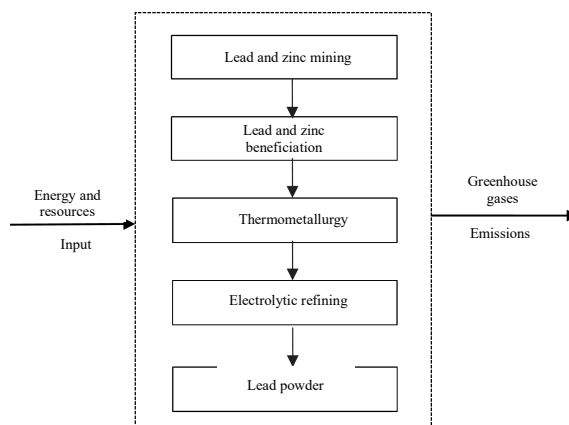 Lead and zinc mining
Lead and zinc
beneficiation
Energy and
resources
Input
Thermometallurgy
Greenhouse
gases
Emissions
Electrolytic refining
Lead powder